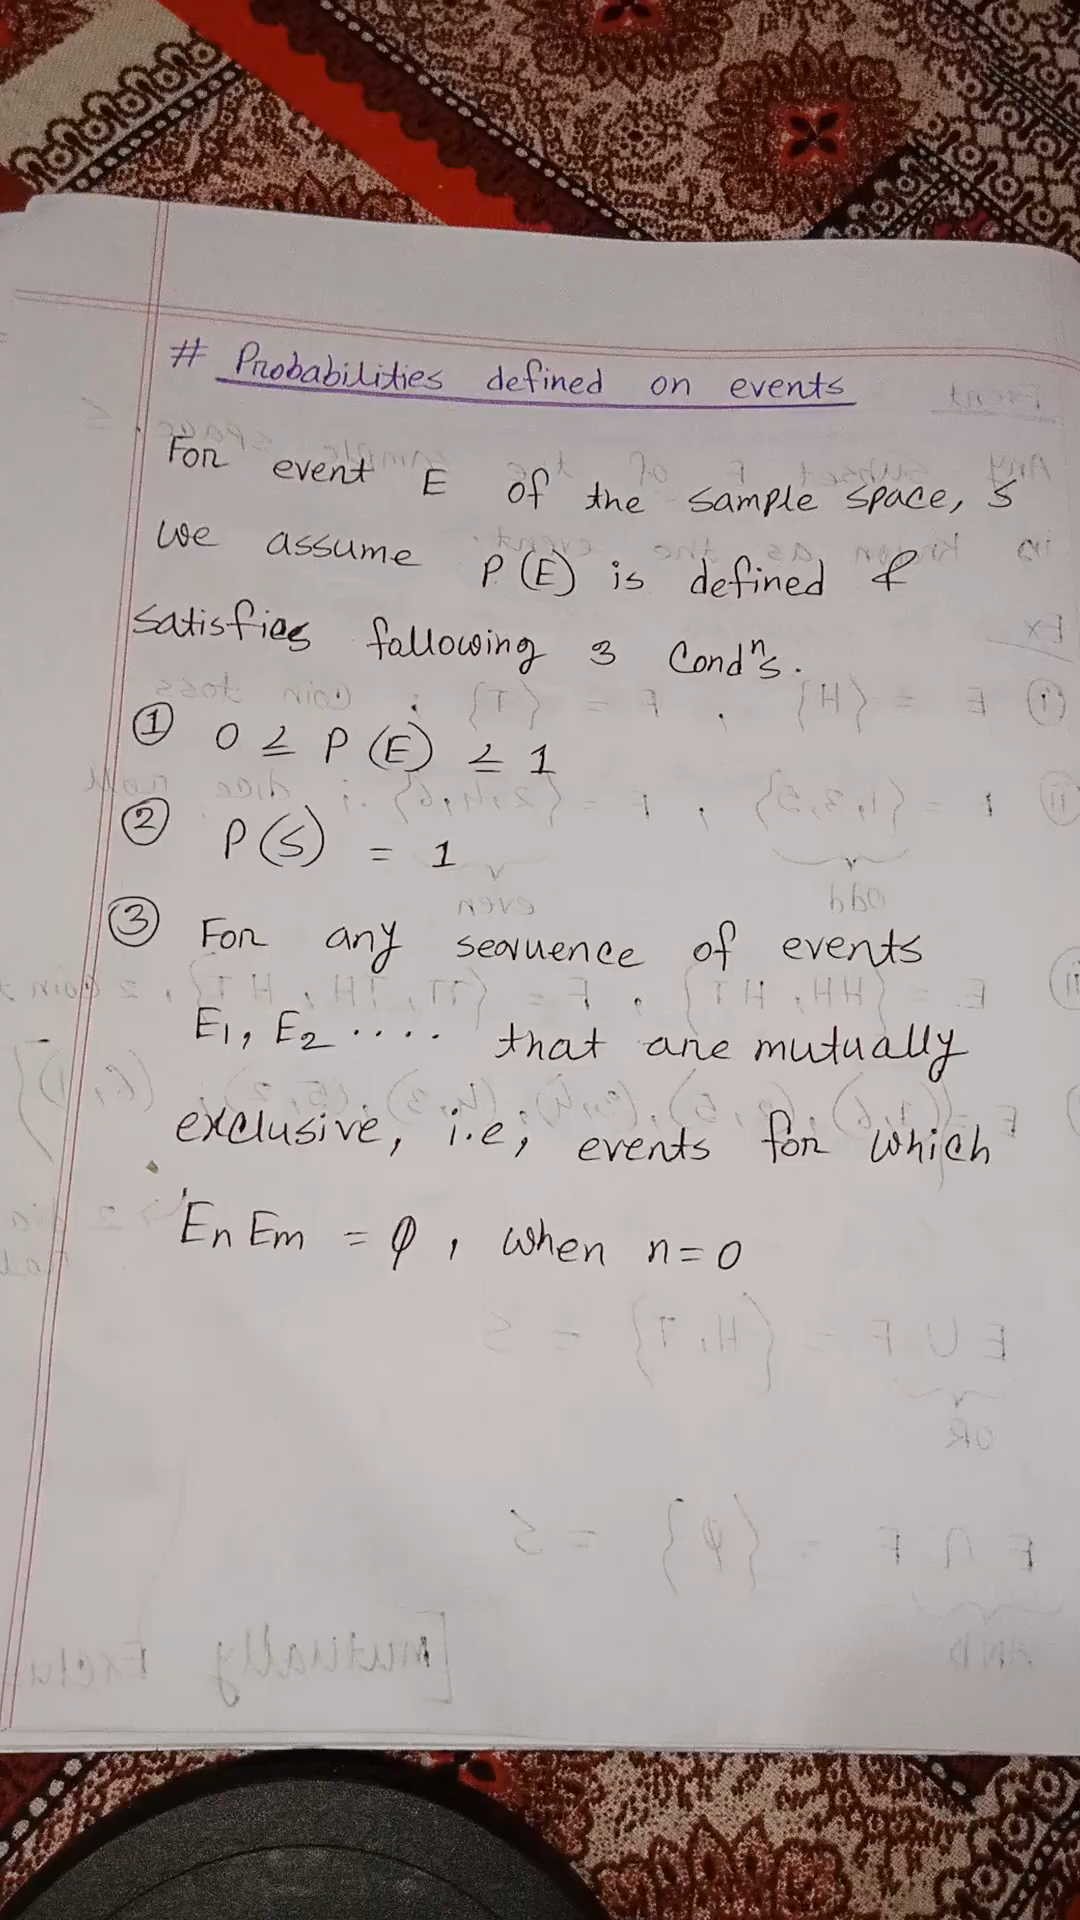 # Probabilities defined on events
For event E of the sample space, S
we assume P(E) is defined &
satisfies following 3 Condⁿs.
① 0 ≤ P(E) ≤ 1
② P(S) = 1
③ For any seqvuence of events
E1, E2 .... that are mutually
exclusive, i.e, events for which
En Em = φ, when n=0